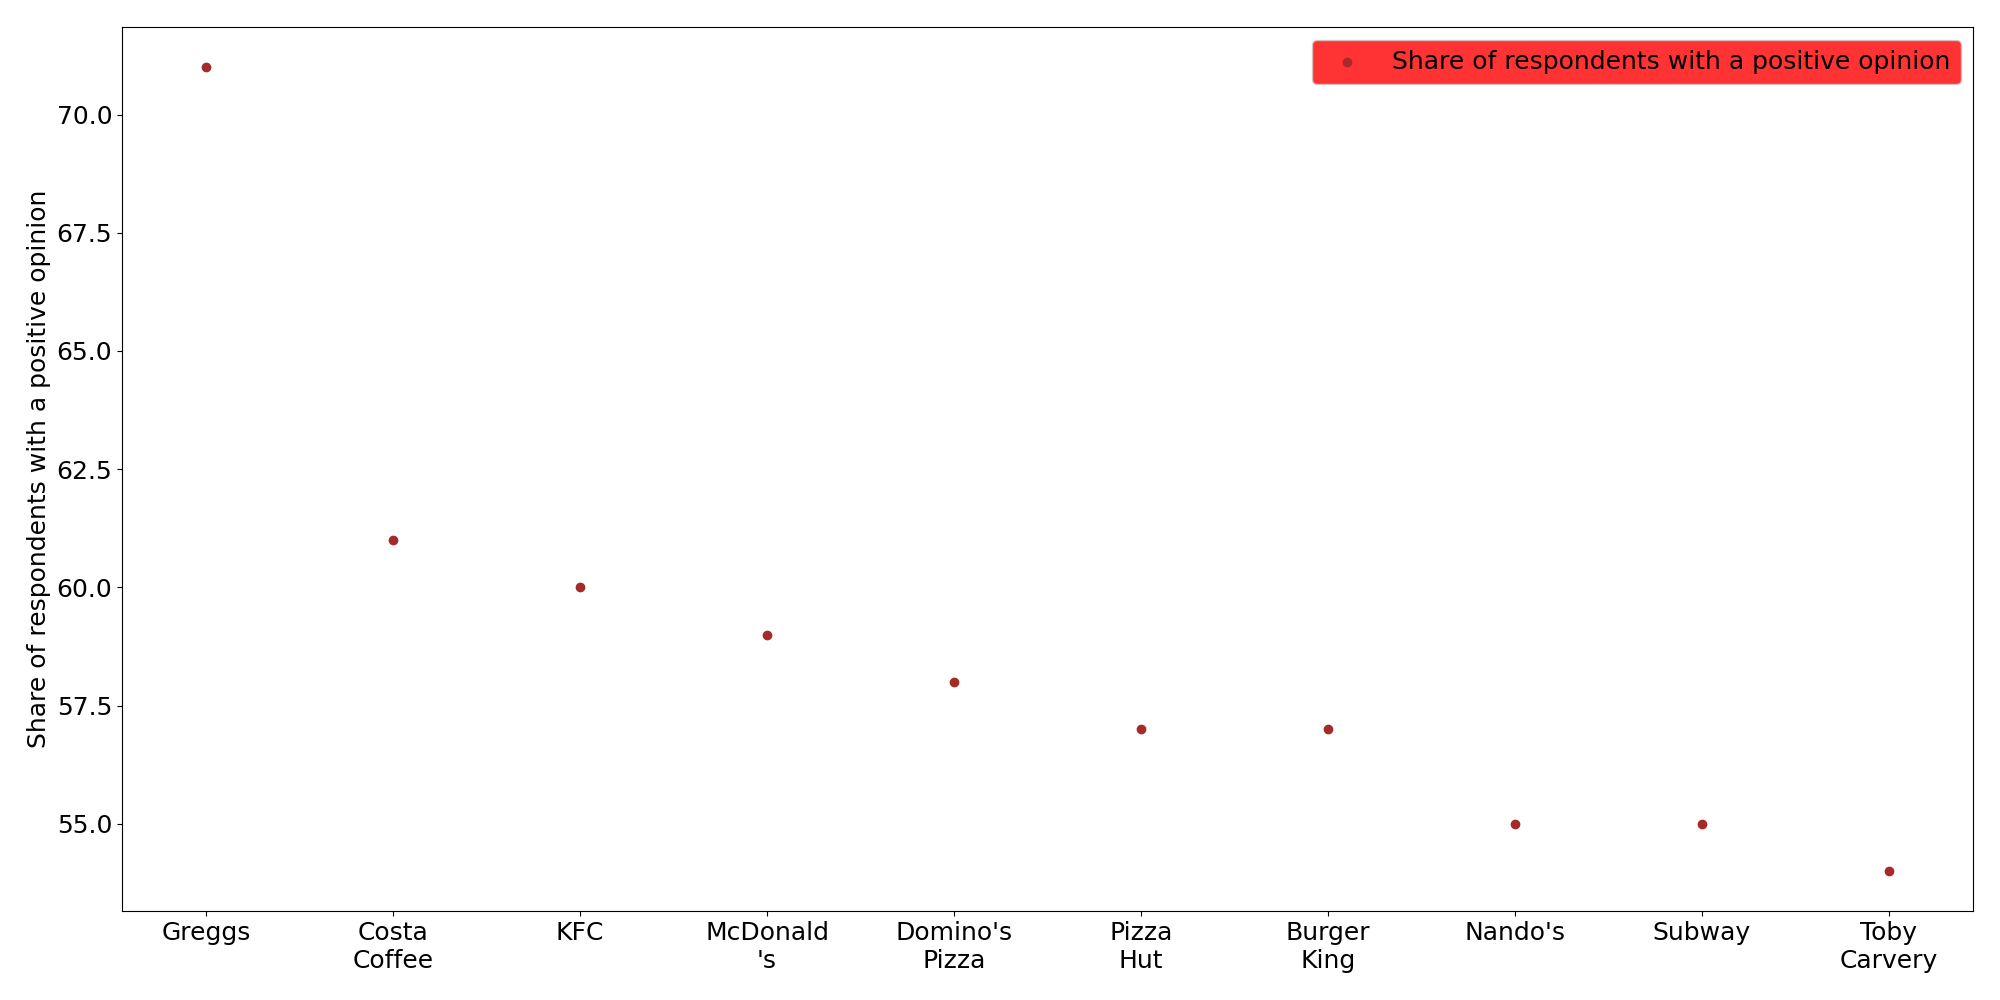 Share of respondents with a positive opinion
70.0
67.5
65.0
62.5
60.0
57.5
55.0
Share of respondents with a positive opinion
Greggs
Costa
Coffee
KFC
McDonald
's
Domino's
Pizza
Pizza
Hut
Burger
King
Nando's
Subway
Toby
Carvery